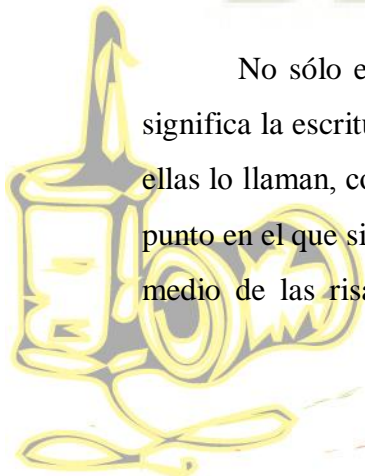 No sólo e
significa la escritu
ellas lo llaman, co
punto en el que si
medio de las risa